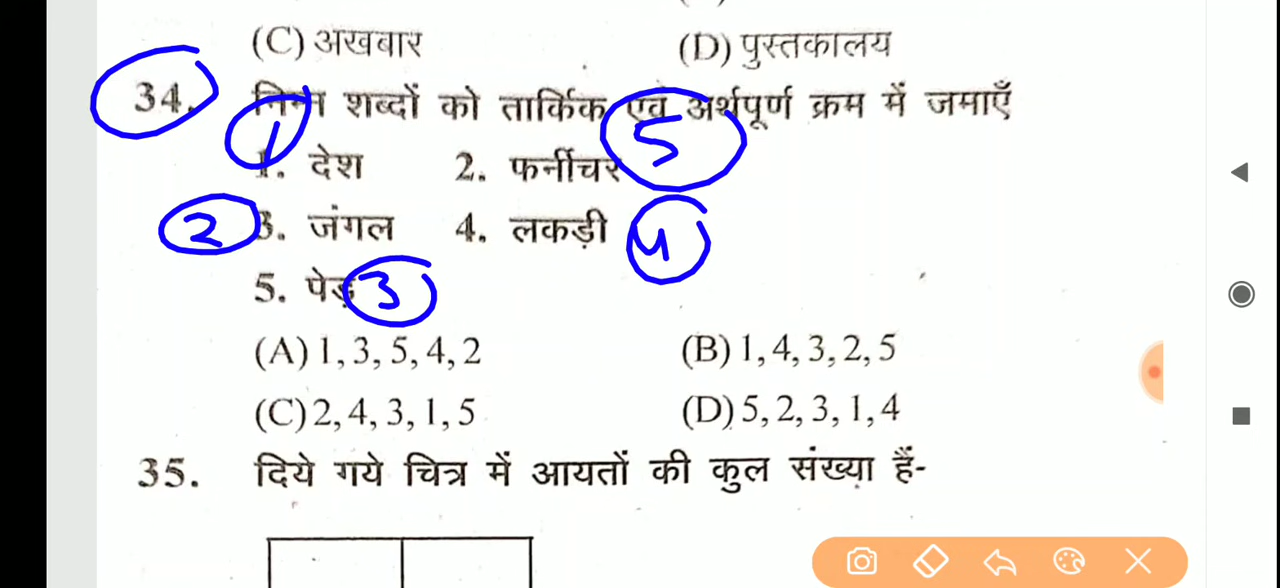 (C) अखबार (D) पुस्तकालय
34. निम्न शब्दों को तार्किक एवं अर्थपूर्ण क्रम में जमाएँ
1
5
1. देश 2. फर्नीचर
2
3. जंगल 4. लकड़ी
4
5. पेड़
3
(A) 1, 3, 5, 4, 2 (B) 1, 4, 3, 2, 5
(C) 2, 4, 3, 1, 5 (D) 5, 2, 3, 1, 4
35. दिये गये चित्र में आयतों की कुल संख्या हैं-